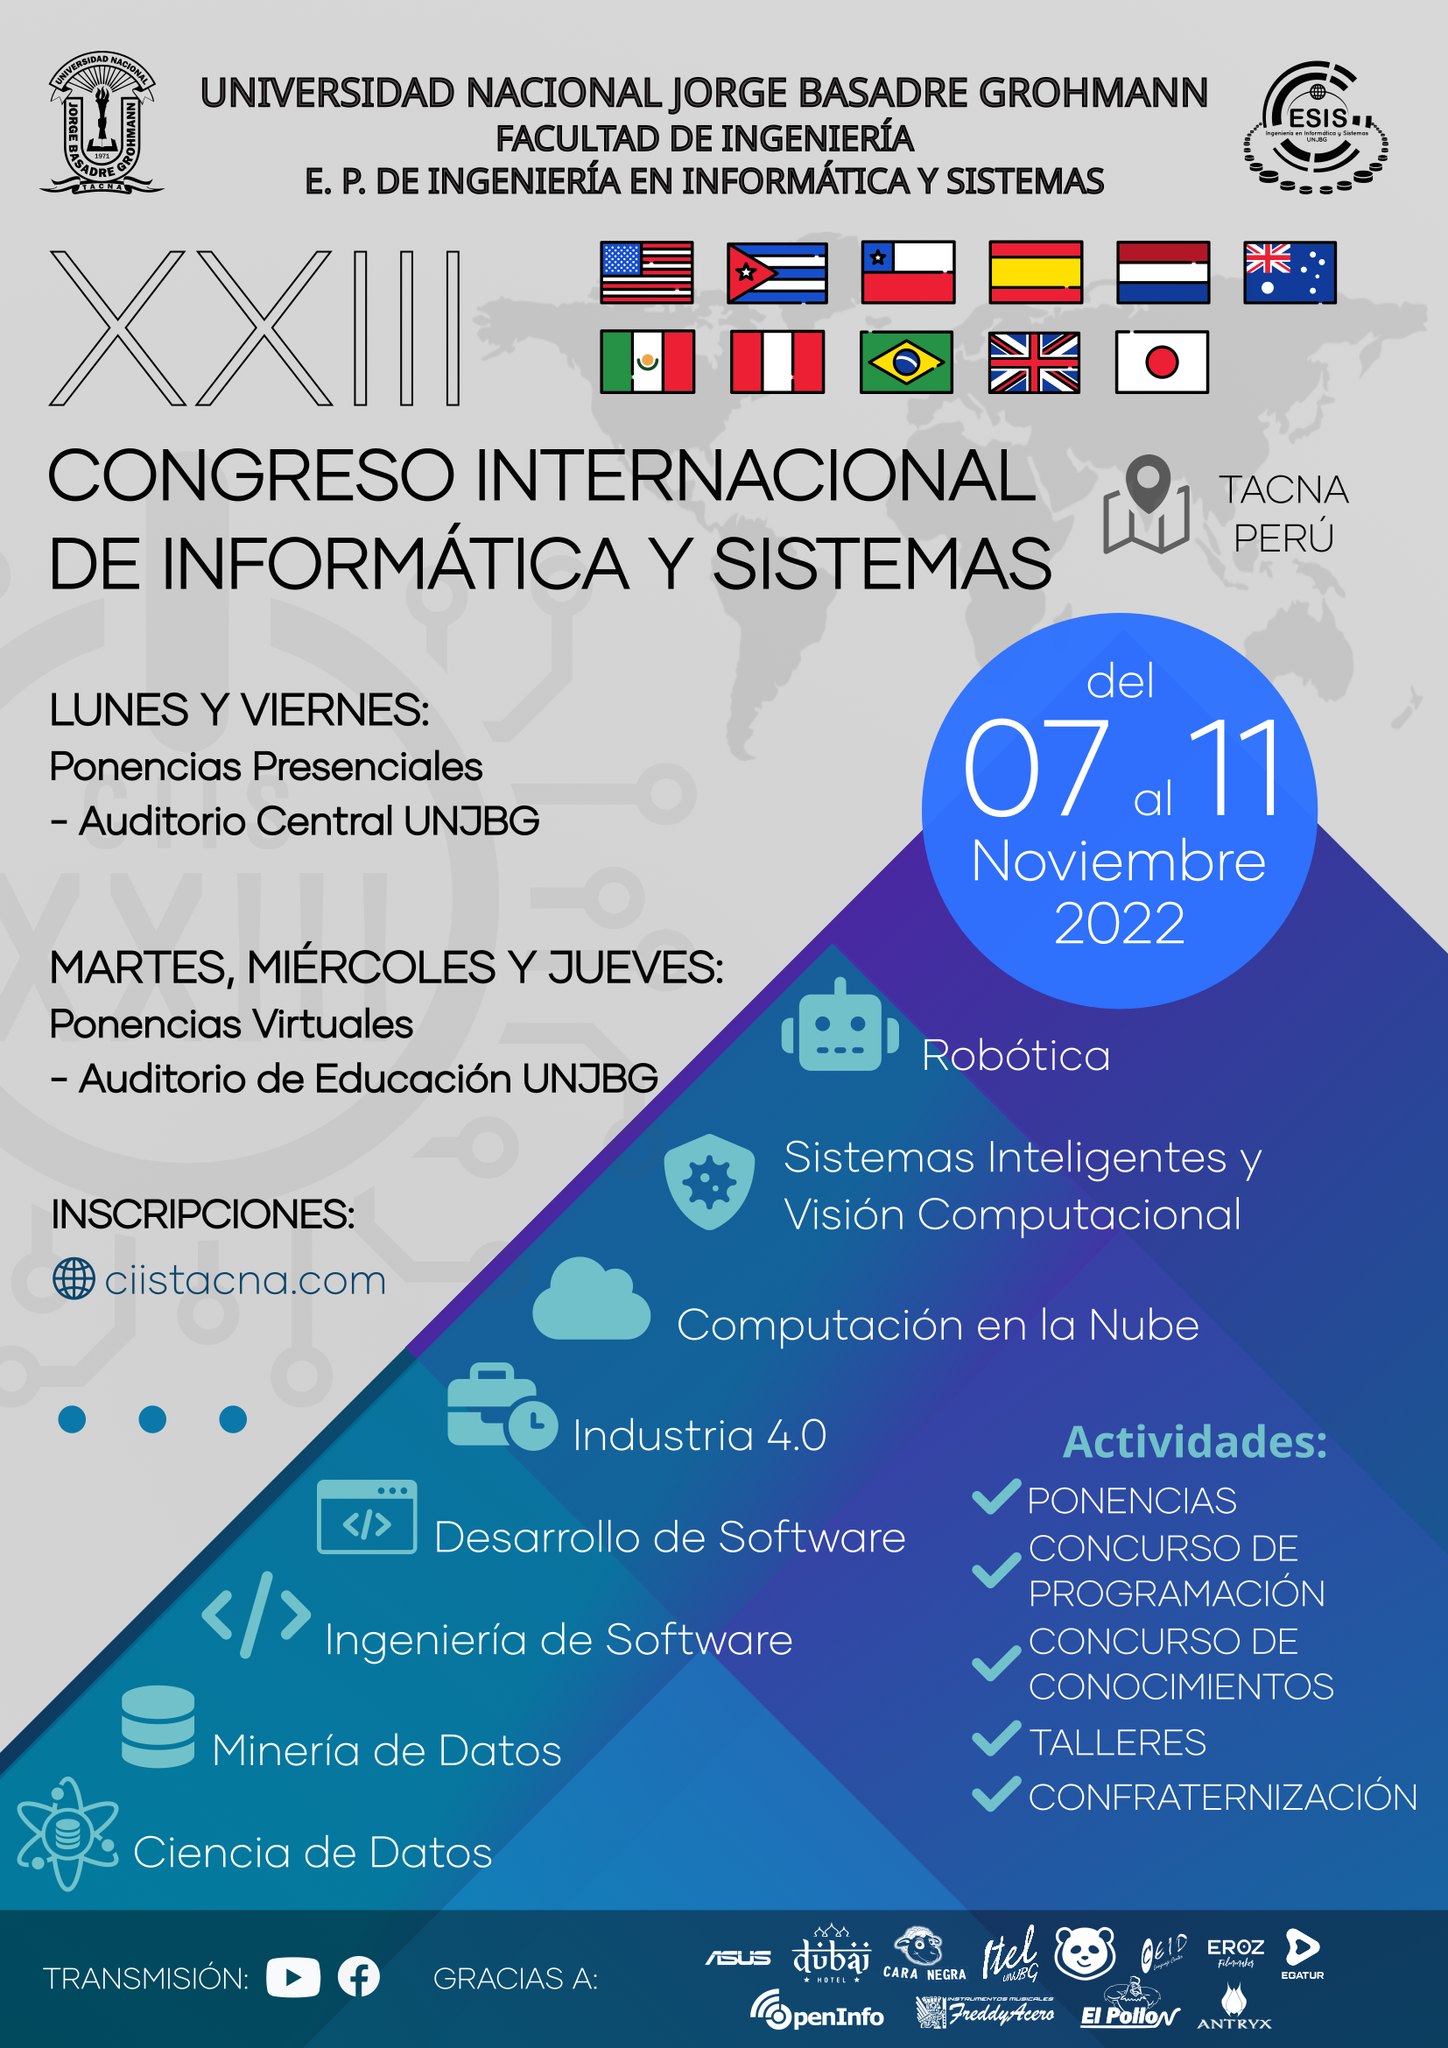 UNIVERSIDAD NACIONAL
JORGE BASADRE GROHMANN
1971
TACNA
UNIVERSIDAD NACIONAL JORGE BASADRE GROHMANN
FACULTAD DE INGENIERÍA
E. P. DE INGENIERÍA EN INFORMÁTICA Y SISTEMAS
ESIS
Ingeniería en Informática y Sistemas
UNJBG
XXIII
CONGRESO INTERNACIONAL
DE INFORMÁTICA Y SISTEMAS
TACNA
PERÚ
del
07 al 11
Noviembre
2022
LUNES Y VIERNES:
Ponencias Presenciales
- Auditorio Central UNJBG
CIIS
XXIII
MARTES, MIÉRCOLES Y JUEVES:
Ponencias Virtuales
- Auditorio de Educación UNJBG
INSCRIPCIONES:
ciistacna.com
Robótica
Sistemas Inteligentes y
Visión Computacional
Computación en la Nube
Industria 4.0
Desarrollo de Software
Ingeniería de Software
Minería de Datos
Ciencia de Datos
Actividades:
PONENCIAS
CONCURSO DE
PROGRAMACIÓN
CONCURSO DE
CONOCIMIENTOS
TALLERES
CONFRATERNIZACIÓN
TRANSMISIÓN:
GRACIAS A:
ASUS
dubai
HOTEL
CARA NEGRA
Itel
UNJBG
CEID
EROZ
Filmmaker
EGATUR
OpenInfo
INSTRUMENTOS MUSICALES
FreddyAcero
El Pollon
ANTRYX